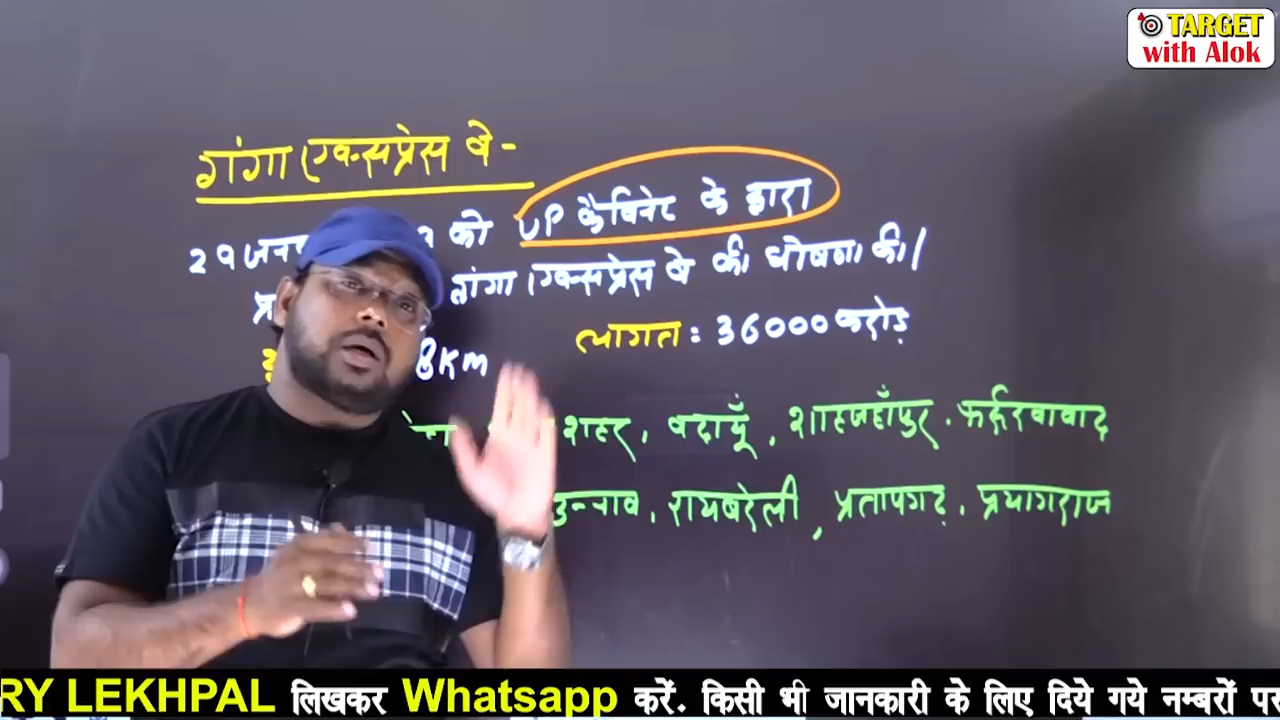 TARGET
with Alok
गंगा एक्सप्रेस वे-
29 को UP कैबिनेट के द्वारा
गंगा एक्सप्रेस वे की घोषणा की।
लागत : 36000 करोड़
8KM
शहर, बदायूँ, शाहजहाँपुर, फर्रुखाबाद
उन्नाव, रायबरेली, प्रतापगढ़, प्रयागराज
RY LEKHPAL लिखकर Whatsapp करें. किसी भी जानकारी के लिए दिये गये नम्बरों पर